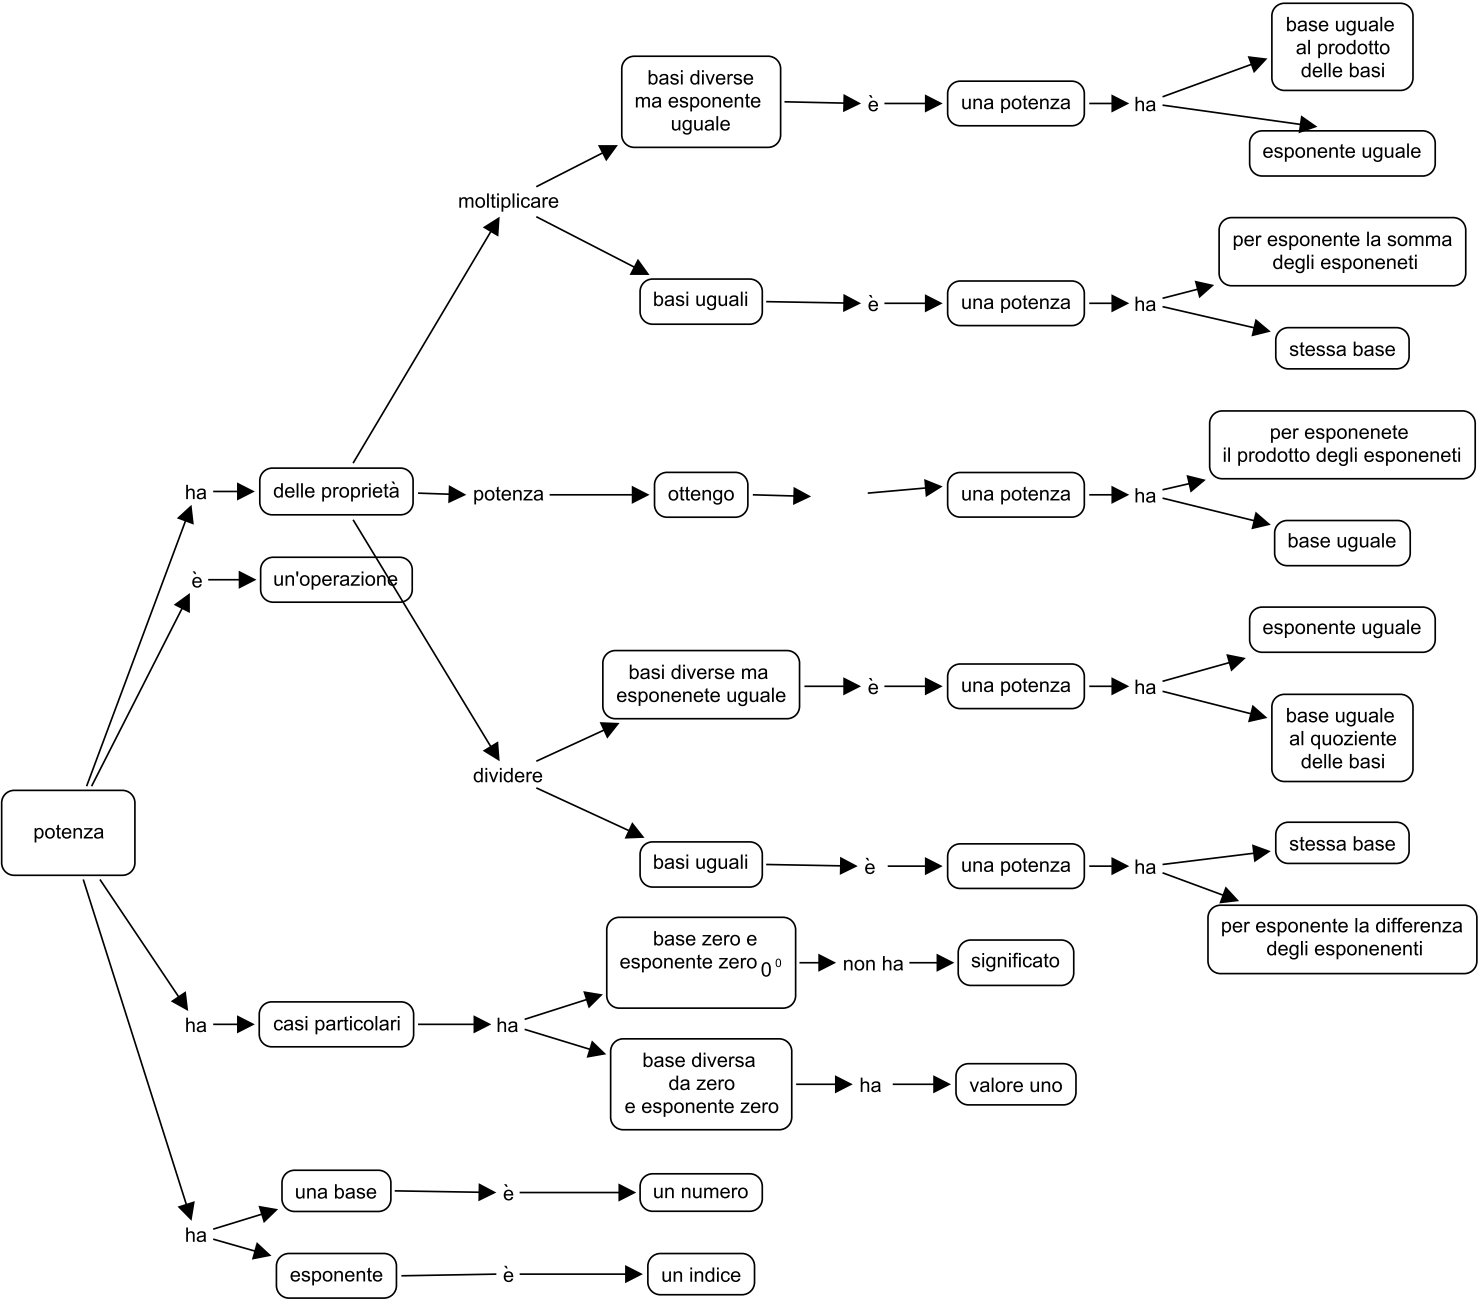 base uguale
al prodotto
delle basi
basi diverse
ma esponente
uguale
è
una potenza
ha
esponente uguale
moltiplicare
per esponente la somma
degli esponeneti
basi uguali
è
una potenza
ha
stessa base
per esponenete
il prodotto degli esponeneti
ha
delle proprietà
potenza
ottengo
una potenza
ha
base uguale
è
un'operazione
esponente uguale
basi diverse ma
esponenete uguale
è
una potenza
ha
base uguale
al quoziente
delle basi
dividere
potenza
stessa base
basi uguali
è
una potenza
ha
per esponente la differenza
degli esponenenti
base zero e
esponente zero 0⁰
non ha
significato
ha
casi particolari
ha
base diversa
da zero
e esponente zero
ha
valore uno
una base
è
un numero
ha
esponente
è
un indice